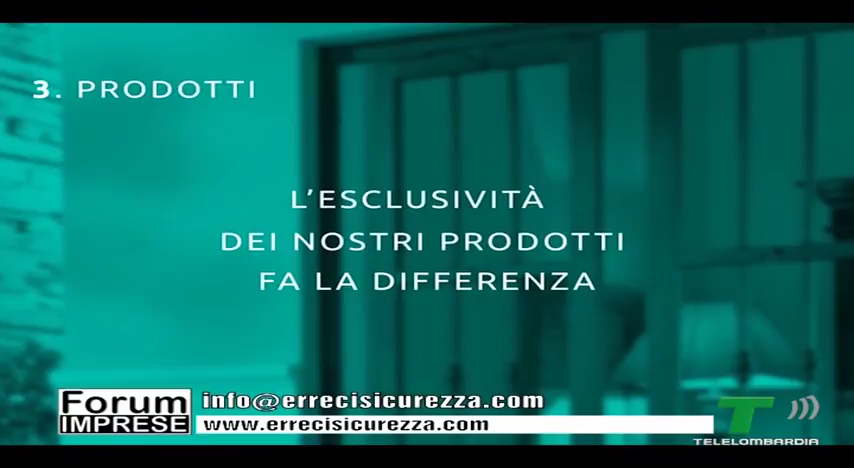 3. PRODOTTI
L'ESCLUSIVITÀ
DEI NOSTRI PRODOTTI
FA LA DIFFERENZA
Forum
IMPRESE
info@errecisicurezza.com
www.errecisicurezza.com
T
TELELOMBARDIA